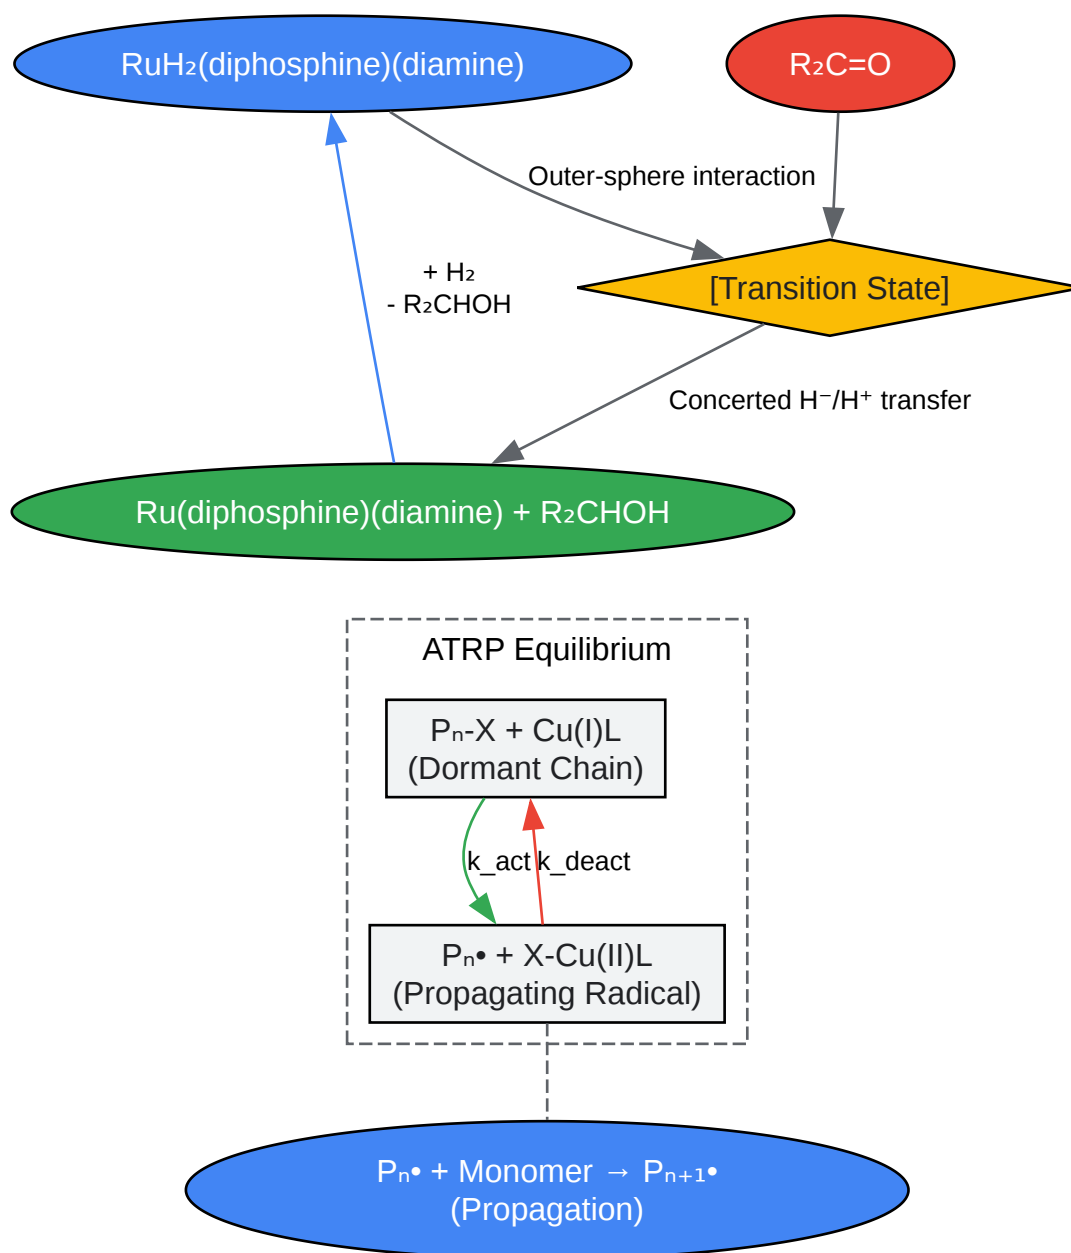 RuH₂(diphosphine)(diamine)
R₂C=O
Outer-sphere interaction
+ H₂
- R₂CHOH
[Transition State]
Concerted H⁻/H⁺ transfer
Ru(diphosphine)(diamine) + R₂CHOH
ATRP Equilibrium
Pₙ-X + Cu(I)L
(Dormant Chain)
k_act
k_deact
Pₙ• + X-Cu(II)L
(Propagating Radical)
Pₙ• + Monomer → Pₙ₊₁•
(Propagation)